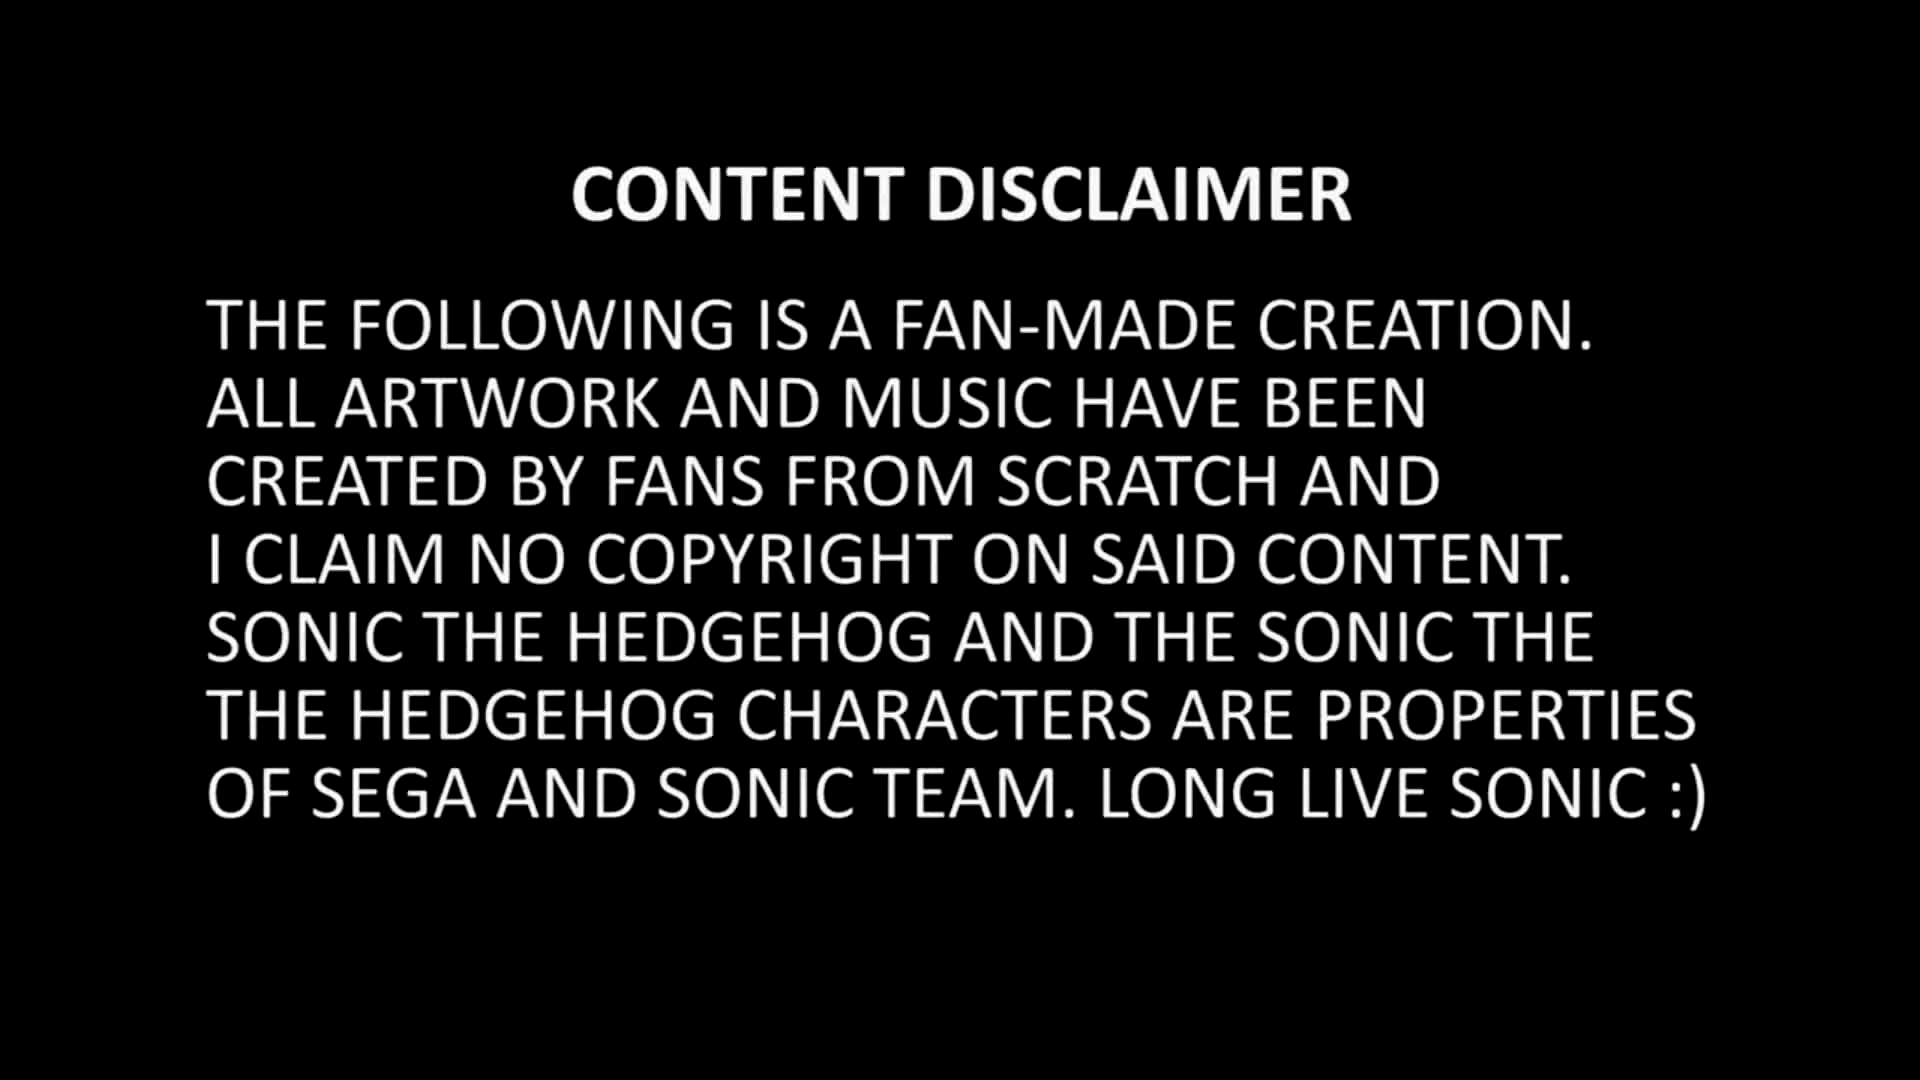 CONTENT DISCLAIMER
THE FOLLOWING IS A FAN-MADE CREATION.
ALL ARTWORK AND MUSIC HAVE BEEN
CREATED BY FANS FROM SCRATCH AND
I CLAIM NO COPYRIGHT ON SAID CONTENT.
SONIC THE HEDGEHOG AND THE SONIC THE
THE HEDGEHOG CHARACTERS ARE PROPERTIES
OF SEGA AND SONIC TEAM. LONG LIVE SONIC :)